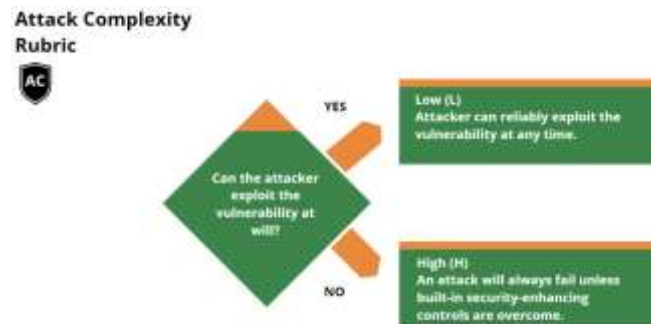 Attack Complexity
Rubric
AC
YES
Low (L)
Attacker can reliably exploit the
vulnerability at any time.
Can the attacker
exploit the
vulnerability at
will?
NO
High (H)
An attack will always fail unless
built-in security-enhancing
controls are overcome.